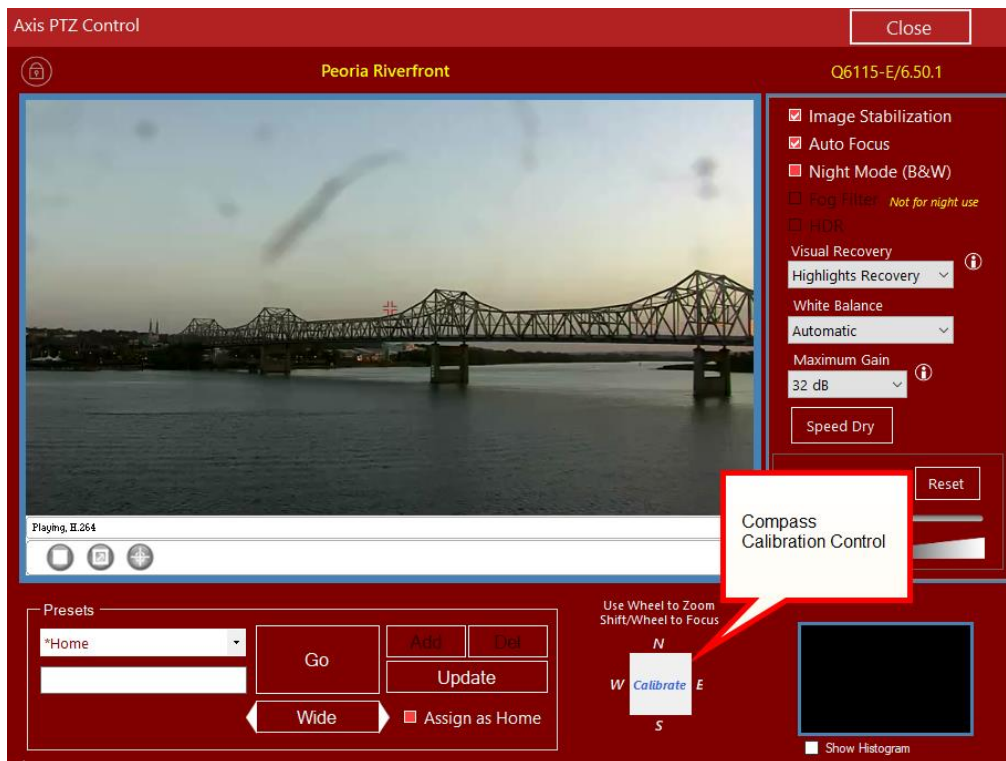 Axis PTZ Control
Close
Peoria Riverfront
Q6115-E/6.50.1
Image Stabilization
Auto Focus
Night Mode (B&W)
Fog Filter Not for night use
HDR
Visual Recovery
Highlights Recovery
White Balance
Automatic
Maximum Gain
32 dB
Speed Dry
Reset
Playing, H.264
Compass
Calibration Control
Presets
*Home
Go
Add
Del
Update
Wide
Assign as Home
Use Wheel to Zoom
Shift/Wheel to Focus
N
W Calibrate E
S
Show Histogram